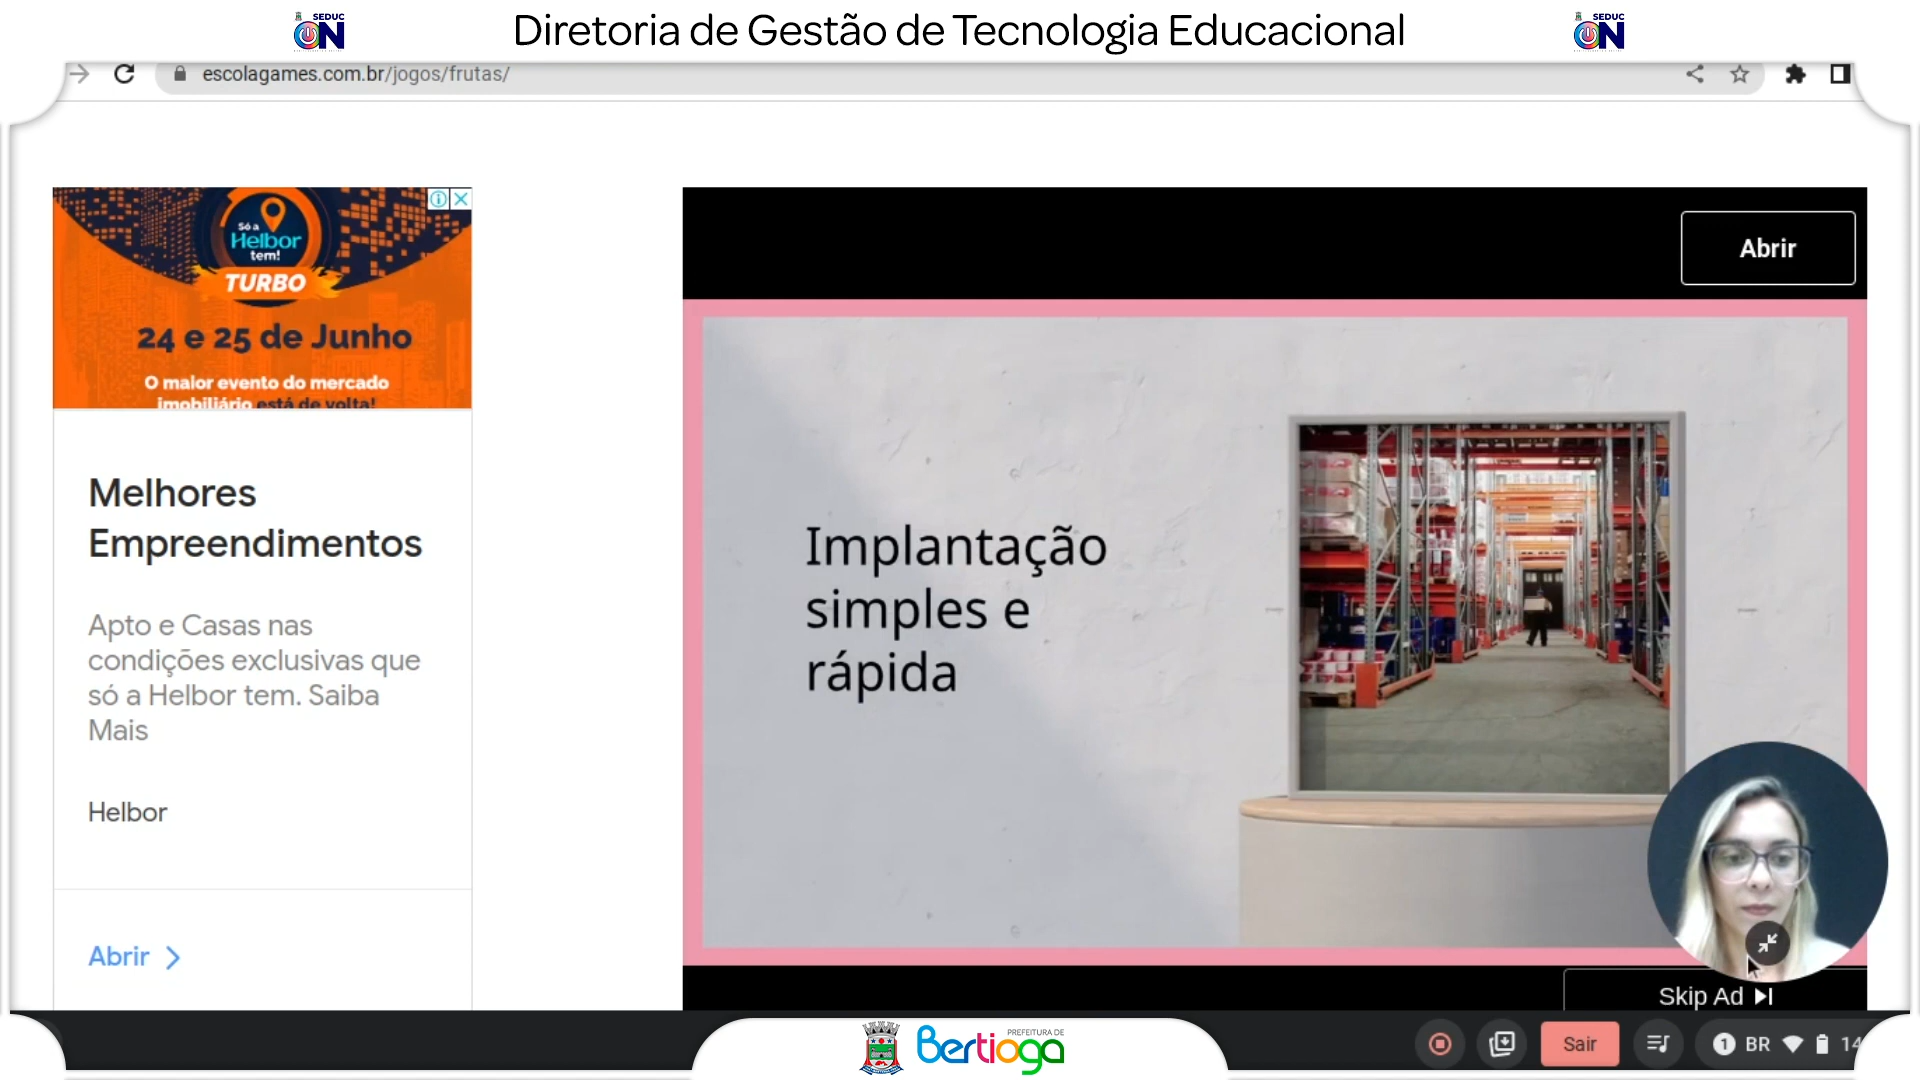 SEDUC
ON
Diretoria de Gestão de Tecnologia Educacional
SEDUC
ON
escolagames.com.br/jogos/frutas/
Só a
Helbor
tem!
TURBO
24 e 25 de Junho
O maior evento do mercado
imobiliário está de volta!
Melhores
Empreendimentos
Apto e Casas nas
condições exclusivas que
só a Helbor tem. Saiba
Mais
Helbor
Abrir
Abrir
Implantação
simples e
rápida
Skip Ad
PREFEITURA DE
Bertioga
Sair
1 BR 14